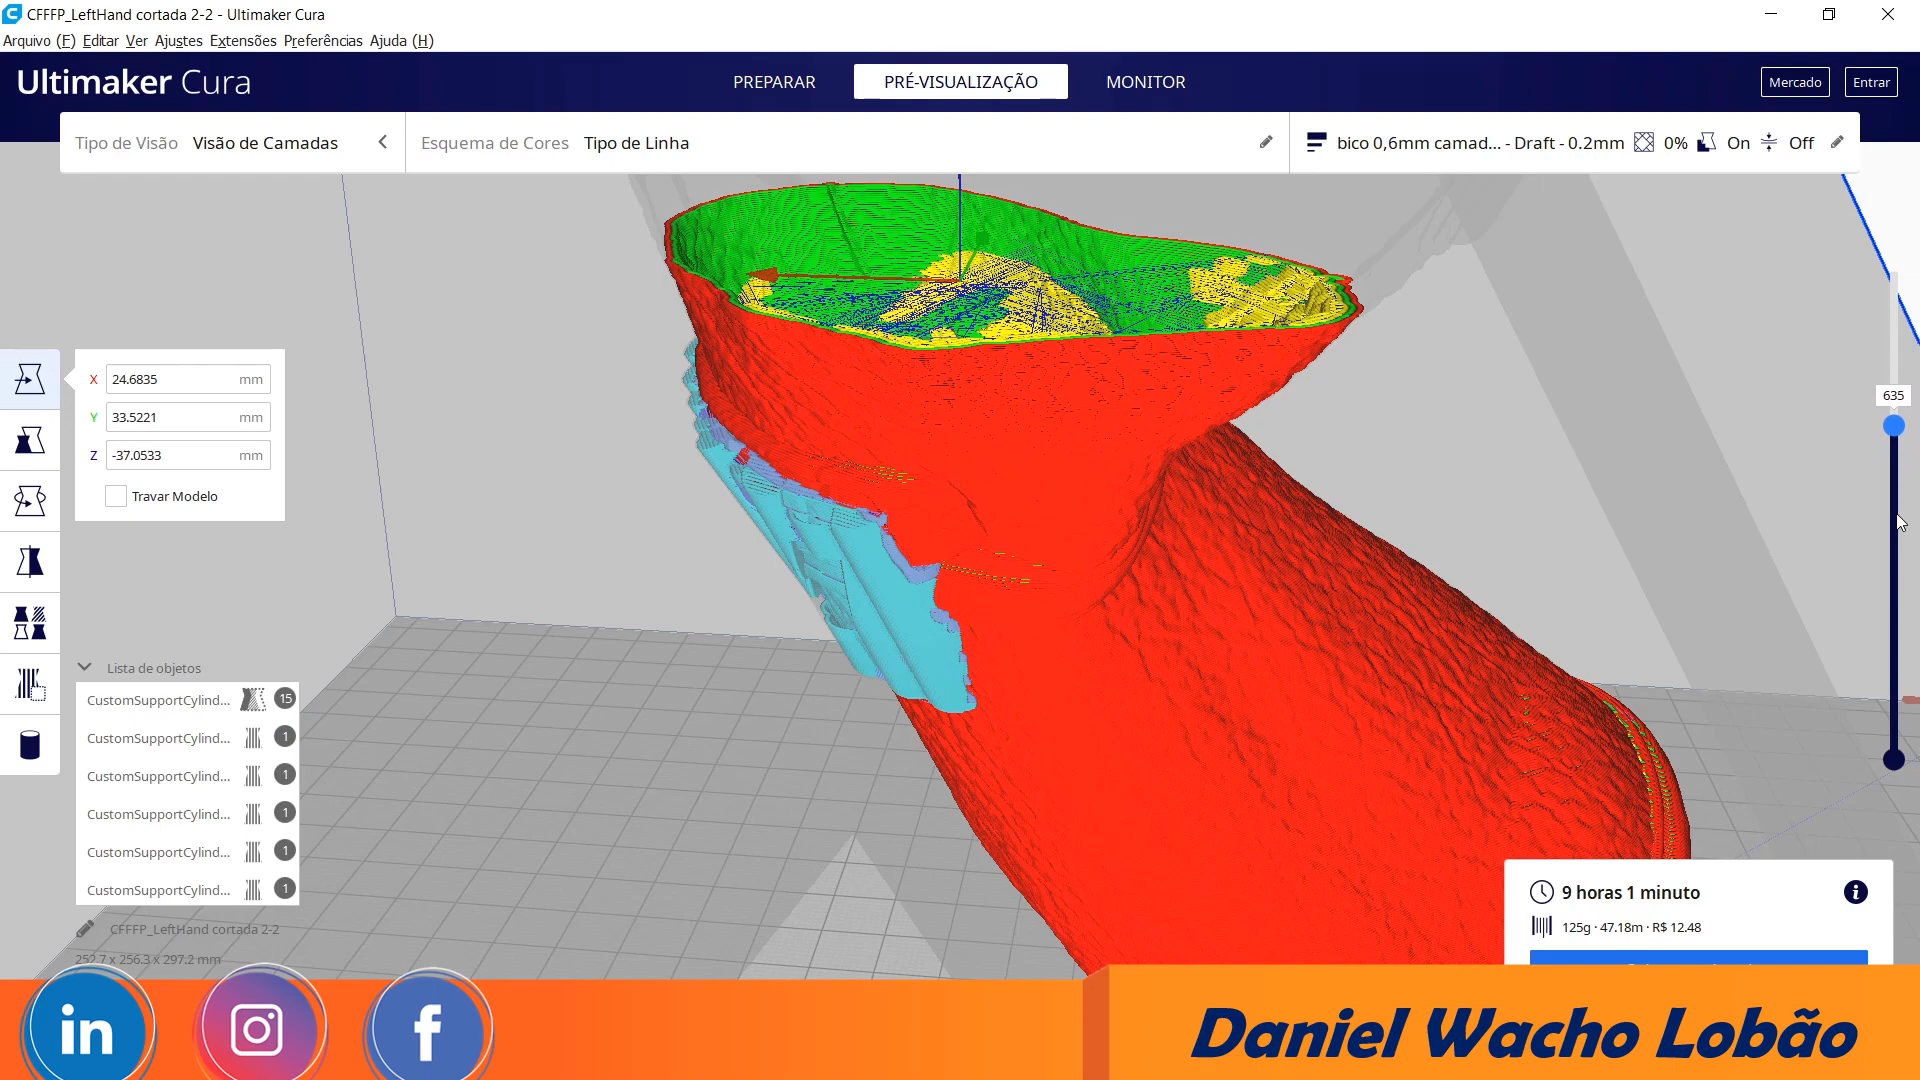 CFFFP_LeftHand cortada 2-2 - Ultimaker Cura
Arquivo (F) Editar Ver Ajustes Extensões Preferências Ajuda (H)
Ultimaker Cura
PREPARAR
PRÉ-VISUALIZAÇÃO
MONITOR
Mercado
Entrar
Tipo de Visão Visão de Camadas
Esquema de Cores Tipo de Linha
bico 0,6mm camad... - Draft - 0.2mm 0% On Off
635
X 24.6835 mm
Y 33.5221 mm
Z -37.0533 mm
Travar Modelo
Lista de objetos
CustomSupportCylind... 15
CustomSupportCylind... 1
CustomSupportCylind... 1
CustomSupportCylind... 1
CustomSupportCylind... 1
CustomSupportCylind... 1
CFFFP_LeftHand cortada 2-2
252.7 x 256.3 x 297.2 mm
9 horas 1 minuto
125g · 47.18m · R$ 12.48
in
f
Daniel Wacho Lobão